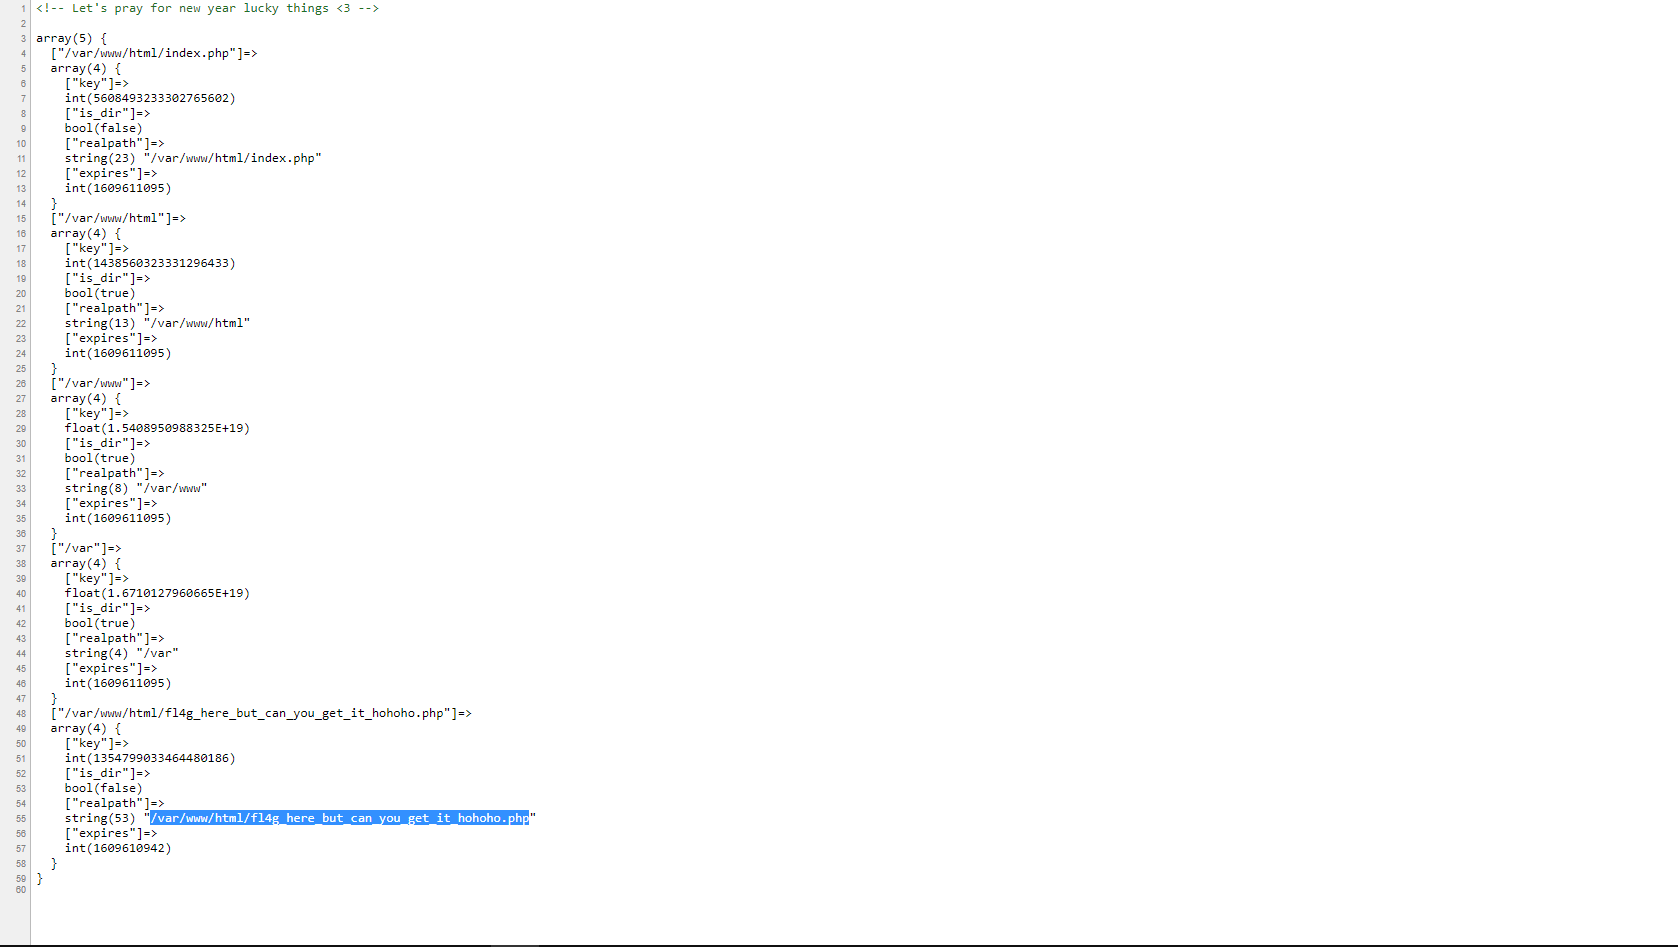 1 <!-- Let's pray for new year lucky things <3 -->
2
3 array(5) {
4 ["/var/www/html/index.php"]=>
5 array(4) {
6 ["key"]=>
7 int(5608493233302765602)
8 ["is_dir"]=>
9 bool(false)
10 ["realpath"]=>
11 string(23) "/var/www/html/index.php"
12 ["expires"]=>
13 int(1609611095)
14 }
15 ["/var/www/html"]=>
16 array(4) {
17 ["key"]=>
18 int(1438560323331296433)
19 ["is_dir"]=>
20 bool(true)
21 ["realpath"]=>
22 string(13) "/var/www/html"
23 ["expires"]=>
24 int(1609611095)
25 }
26 ["/var/www"]=>
27 array(4) {
28 ["key"]=>
29 float(1.5408950988325E+19)
30 ["is_dir"]=>
31 bool(true)
32 ["realpath"]=>
33 string(8) "/var/www"
34 ["expires"]=>
35 int(1609611095)
36 }
37 ["/var"]=>
38 array(4) {
39 ["key"]=>
40 float(1.6710127960665E+19)
41 ["is_dir"]=>
42 bool(true)
43 ["realpath"]=>
44 string(4) "/var"
45 ["expires"]=>
46 int(1609611095)
47 }
48 ["/var/www/html/fl4g_here_but_can_you_get_it_hohoho.php"]=>
49 array(4) {
50 ["key"]=>
51 int(1354799033464480186)
52 ["is_dir"]=>
53 bool(false)
54 ["realpath"]=>
55 string(53) "/var/www/html/fl4g_here_but_can_you_get_it_hohoho.php"
56 ["expires"]=>
57 int(1609610942)
58 }
59 }
60